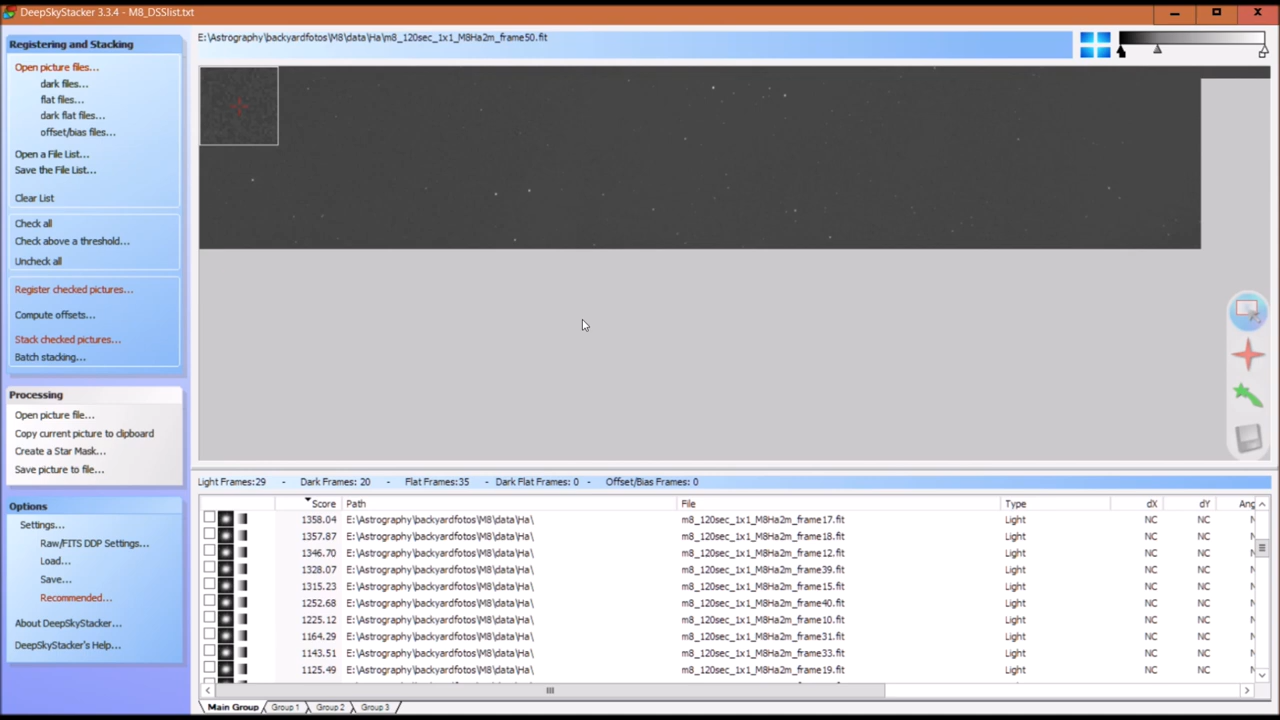 DeepSkyStacker 3.3.4 - M8_DSSlist.txt
Registering and Stacking
Open picture files...
dark files...
flat files...
dark flat files...
offset/bias files...
Open a File List...
Save the File List...
Clear List
Check all
Check above a threshold...
Uncheck all
Register checked pictures...
Compute offsets...
Stack checked pictures...
Batch stacking...
Processing
Open picture file...
Copy current picture to clipboard
Create a Star Mask...
Save picture to file...
Options
Settings...
Raw/FITS DDP Settings...
Load...
Save...
Recommended...
About DeepSkyStacker...
DeepSkyStacker's Help...
E:\Astrography\backyardfotos\M8\data\Ha\m8_120sec_1x1_M8Ha2m_frame50.fit
Light Frames:29 - Dark Frames: 20 - Flat Frames:35 - Dark Flat Frames: 0 - Offset/Bias Frames: 0
Score Path File Type dX dY Ang
1358.04 E:\Astrography\backyardfotos\M8\data\Ha\ m8_120sec_1x1_M8Ha2m_frame17.fit Light NC NC
1357.87 E:\Astrography\backyardfotos\M8\data\Ha\ m8_120sec_1x1_M8Ha2m_frame18.fit Light NC NC
1346.70 E:\Astrography\backyardfotos\M8\data\Ha\ m8_120sec_1x1_M8Ha2m_frame12.fit Light NC NC
1328.07 E:\Astrography\backyardfotos\M8\data\Ha\ m8_120sec_1x1_M8Ha2m_frame39.fit Light NC NC
1315.23 E:\Astrography\backyardfotos\M8\data\Ha\ m8_120sec_1x1_M8Ha2m_frame15.fit Light NC NC
1252.68 E:\Astrography\backyardfotos\M8\data\Ha\ m8_120sec_1x1_M8Ha2m_frame40.fit Light NC NC
1225.12 E:\Astrography\backyardfotos\M8\data\Ha\ m8_120sec_1x1_M8Ha2m_frame10.fit Light NC NC
1164.29 E:\Astrography\backyardfotos\M8\data\Ha\ m8_120sec_1x1_M8Ha2m_frame31.fit Light NC NC
1143.51 E:\Astrography\backyardfotos\M8\data\Ha\ m8_120sec_1x1_M8Ha2m_frame33.fit Light NC NC
1125.49 E:\Astrography\backyardfotos\M8\data\Ha\ m8_120sec_1x1_M8Ha2m_frame19.fit Light NC NC
Main Group Group 1 Group 2 Group 3